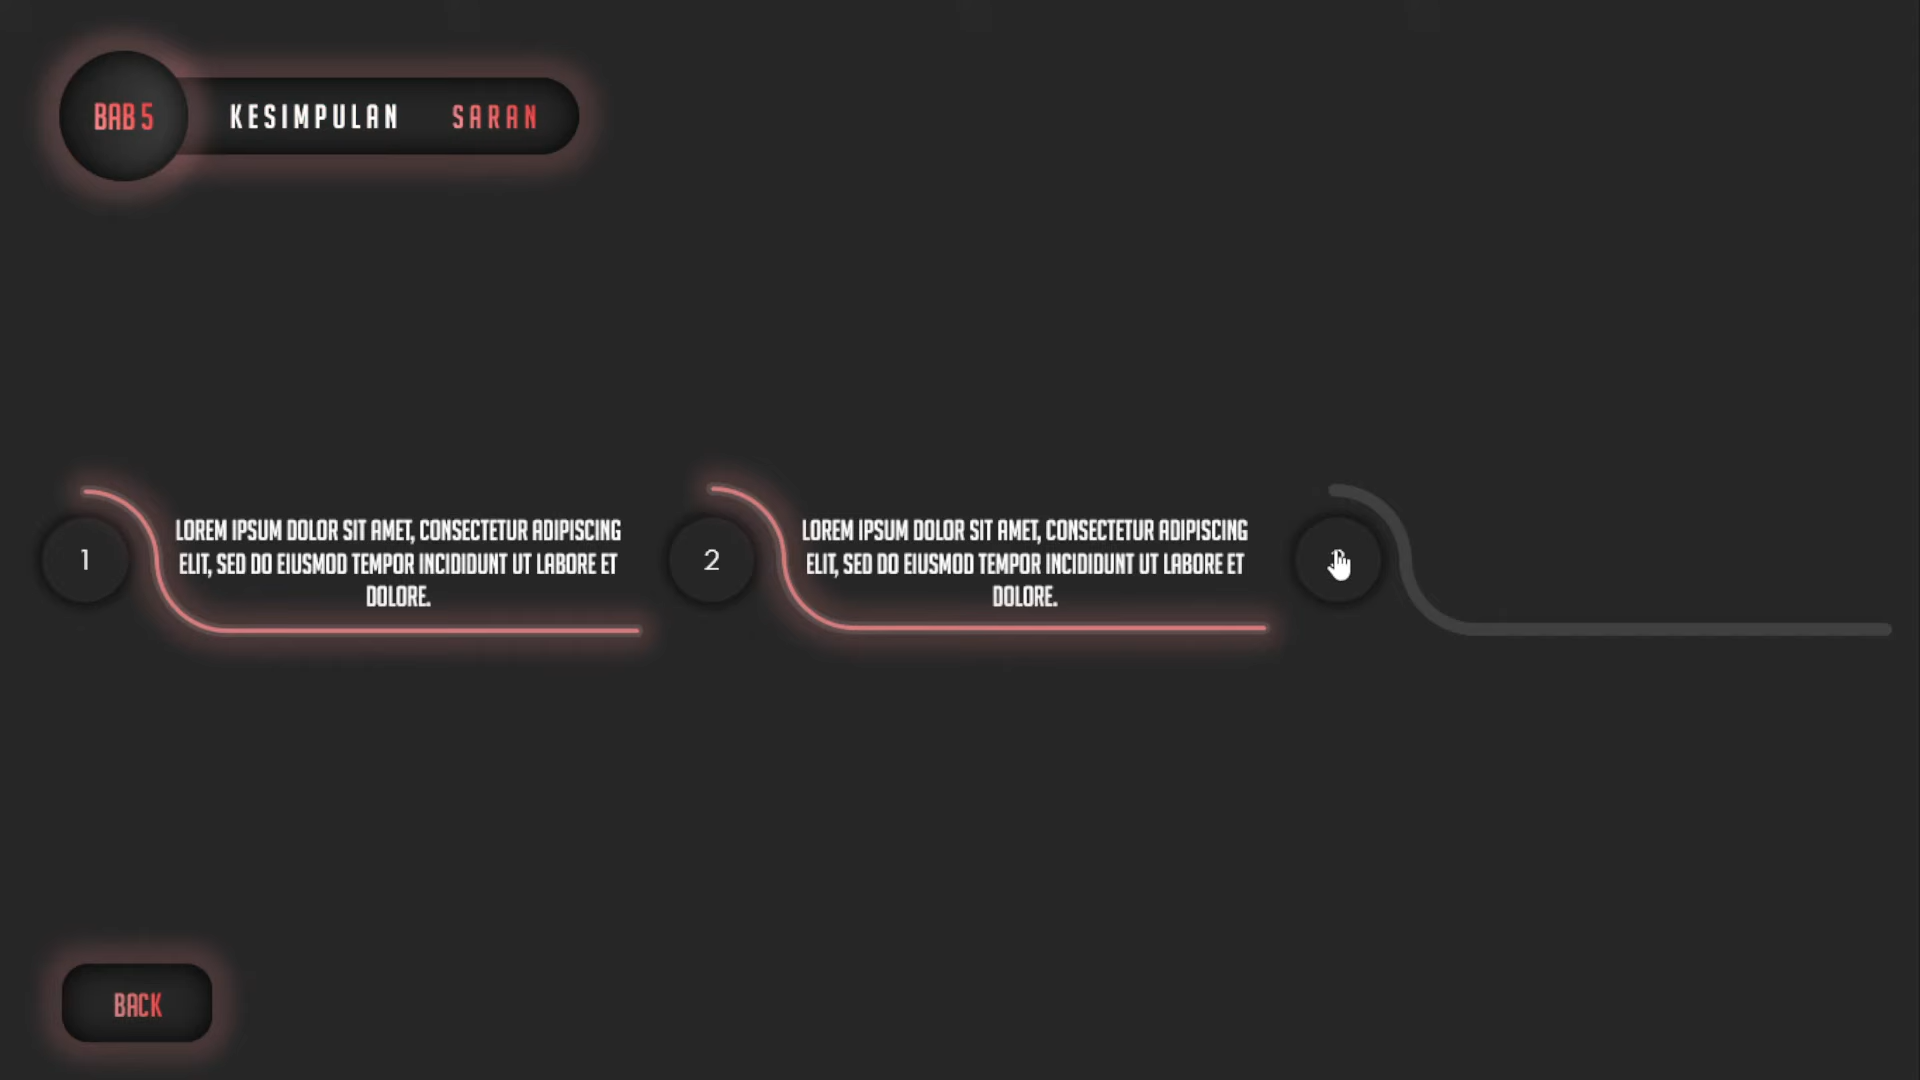 BAB 5
KESIMPULAN SARAN
1
LOREM IPSUM DOLOR SIT AMET, CONSECTETUR ADIPISCING
ELIT, SED DO EIUSMOD TEMPOR INCIDIDUNT UT LABORE ET
DOLORE.
2
LOREM IPSUM DOLOR SIT AMET, CONSECTETUR ADIPISCING
ELIT, SED DO EIUSMOD TEMPOR INCIDIDUNT UT LABORE ET
DOLORE.
BACK